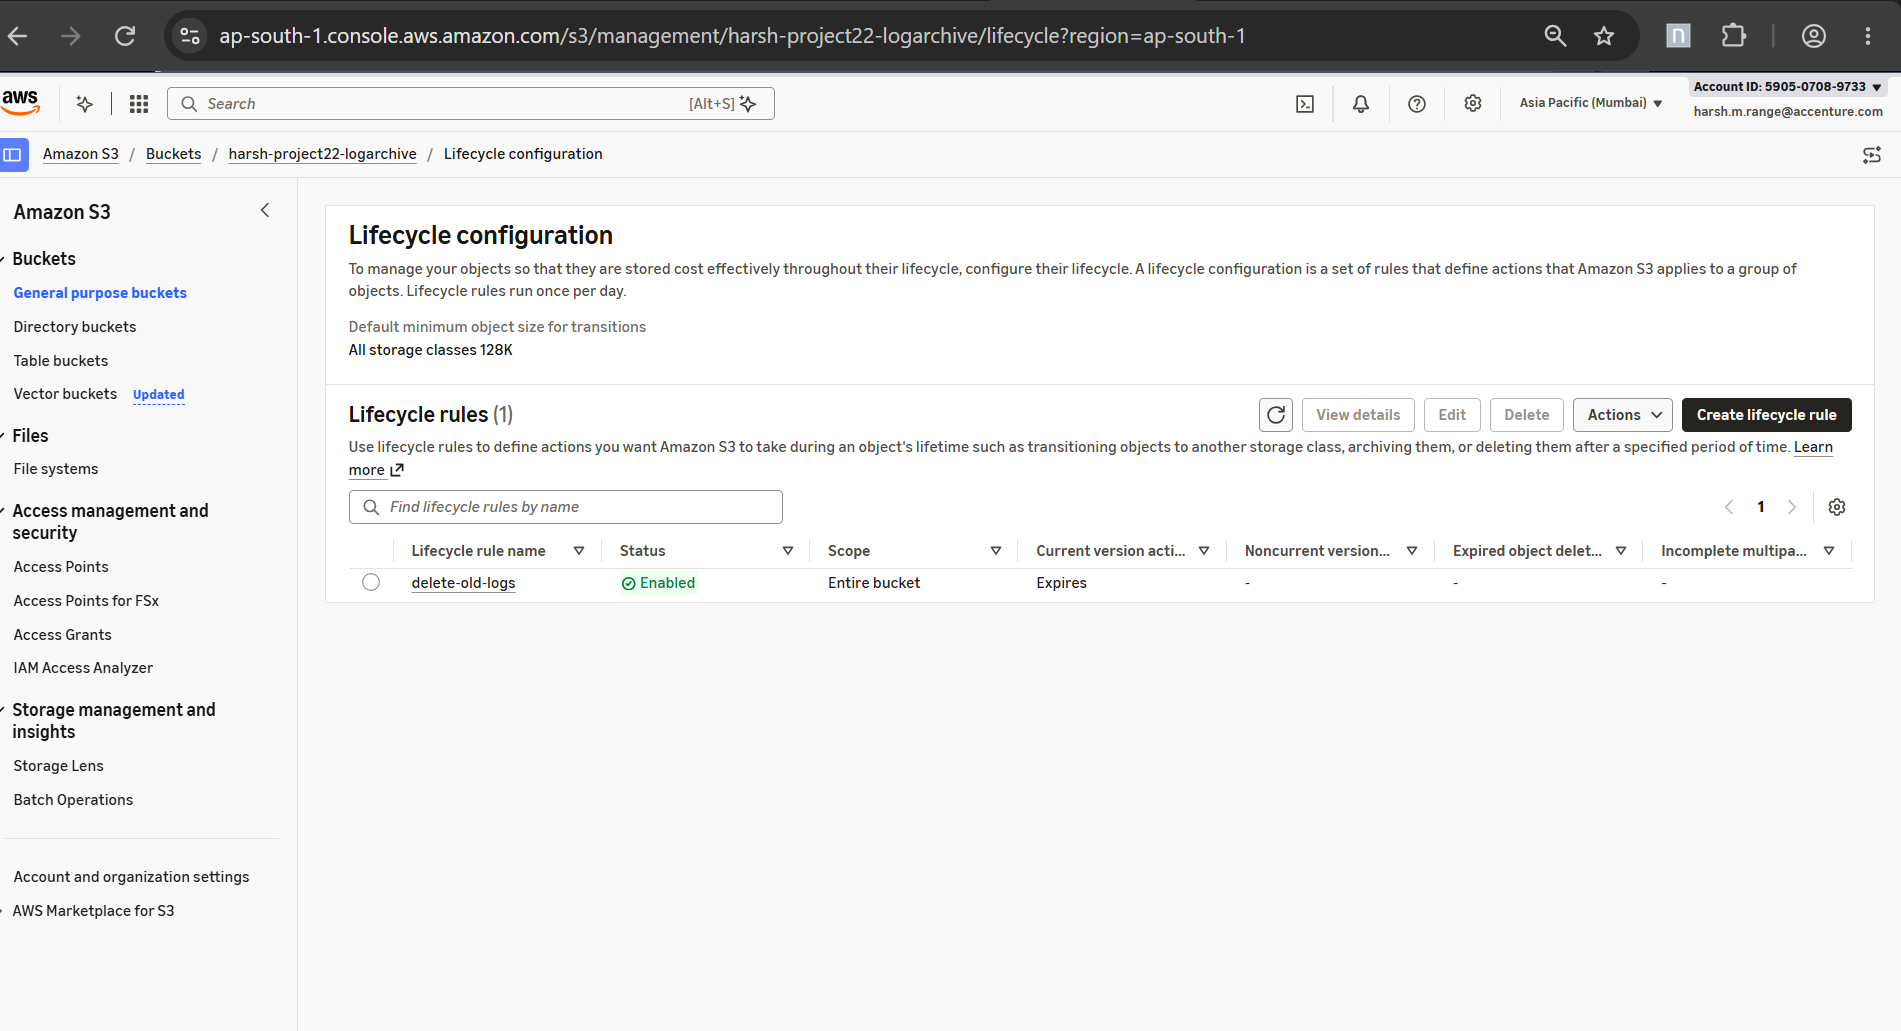 ap-south-1.console.aws.amazon.com/s3/management/harsh-project22-logarchive/lifecycle?region=ap-south-1
n
aws
Search
[Alt+S]
Asia Pacific (Mumbai)
Account ID: 5905-0708-9733
harsh.m.range@accenture.com
Amazon S3 / Buckets / harsh-project22-logarchive / Lifecycle configuration
Amazon S3
Buckets
General purpose buckets
Directory buckets
Table buckets
Vector buckets Updated
Files
File systems
Access management and
security
Access Points
Access Points for FSx
Access Grants
IAM Access Analyzer
Storage management and
insights
Storage Lens
Batch Operations
Account and organization settings
AWS Marketplace for S3
Lifecycle configuration
To manage your objects so that they are stored cost effectively throughout their lifecycle, configure their lifecycle. A lifecycle configuration is a set of rules that define actions that Amazon S3 applies to a group of
objects. Lifecycle rules run once per day.
Default minimum object size for transitions
All storage classes 128K
Lifecycle rules (1)
View details
Edit
Delete
Actions
Create lifecycle rule
Use lifecycle rules to define actions you want Amazon S3 to take during an object's lifetime such as transitioning objects to another storage class, archiving them, or deleting them after a specified period of time. Learn
more
Find lifecycle rules by name
1
Lifecycle rule name Status Scope Current version acti... Noncurrent version... Expired object delet... Incomplete multipa...
delete-old-logs Enabled Entire bucket Expires - - -